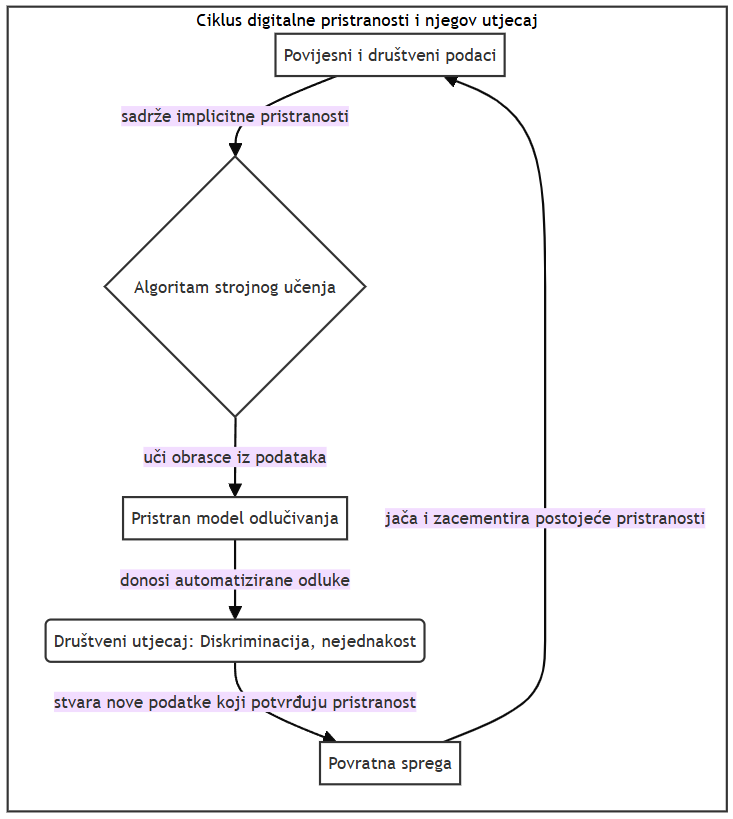 Ciklus digitalne pristranosti i njegov utjecaj
Povijesni i društveni podaci
sadrže implicitne pristranosti
Algoritam strojnog učenja
uči obrasce iz podataka
Pristran model odlučivanja
jača i zacementira postojeće pristranosti
donosi automatizirane odluke
Društveni utjecaj: Diskriminacija, nejednakost
stvara nove podatke koji potvrđuju pristranost
Povratna sprega